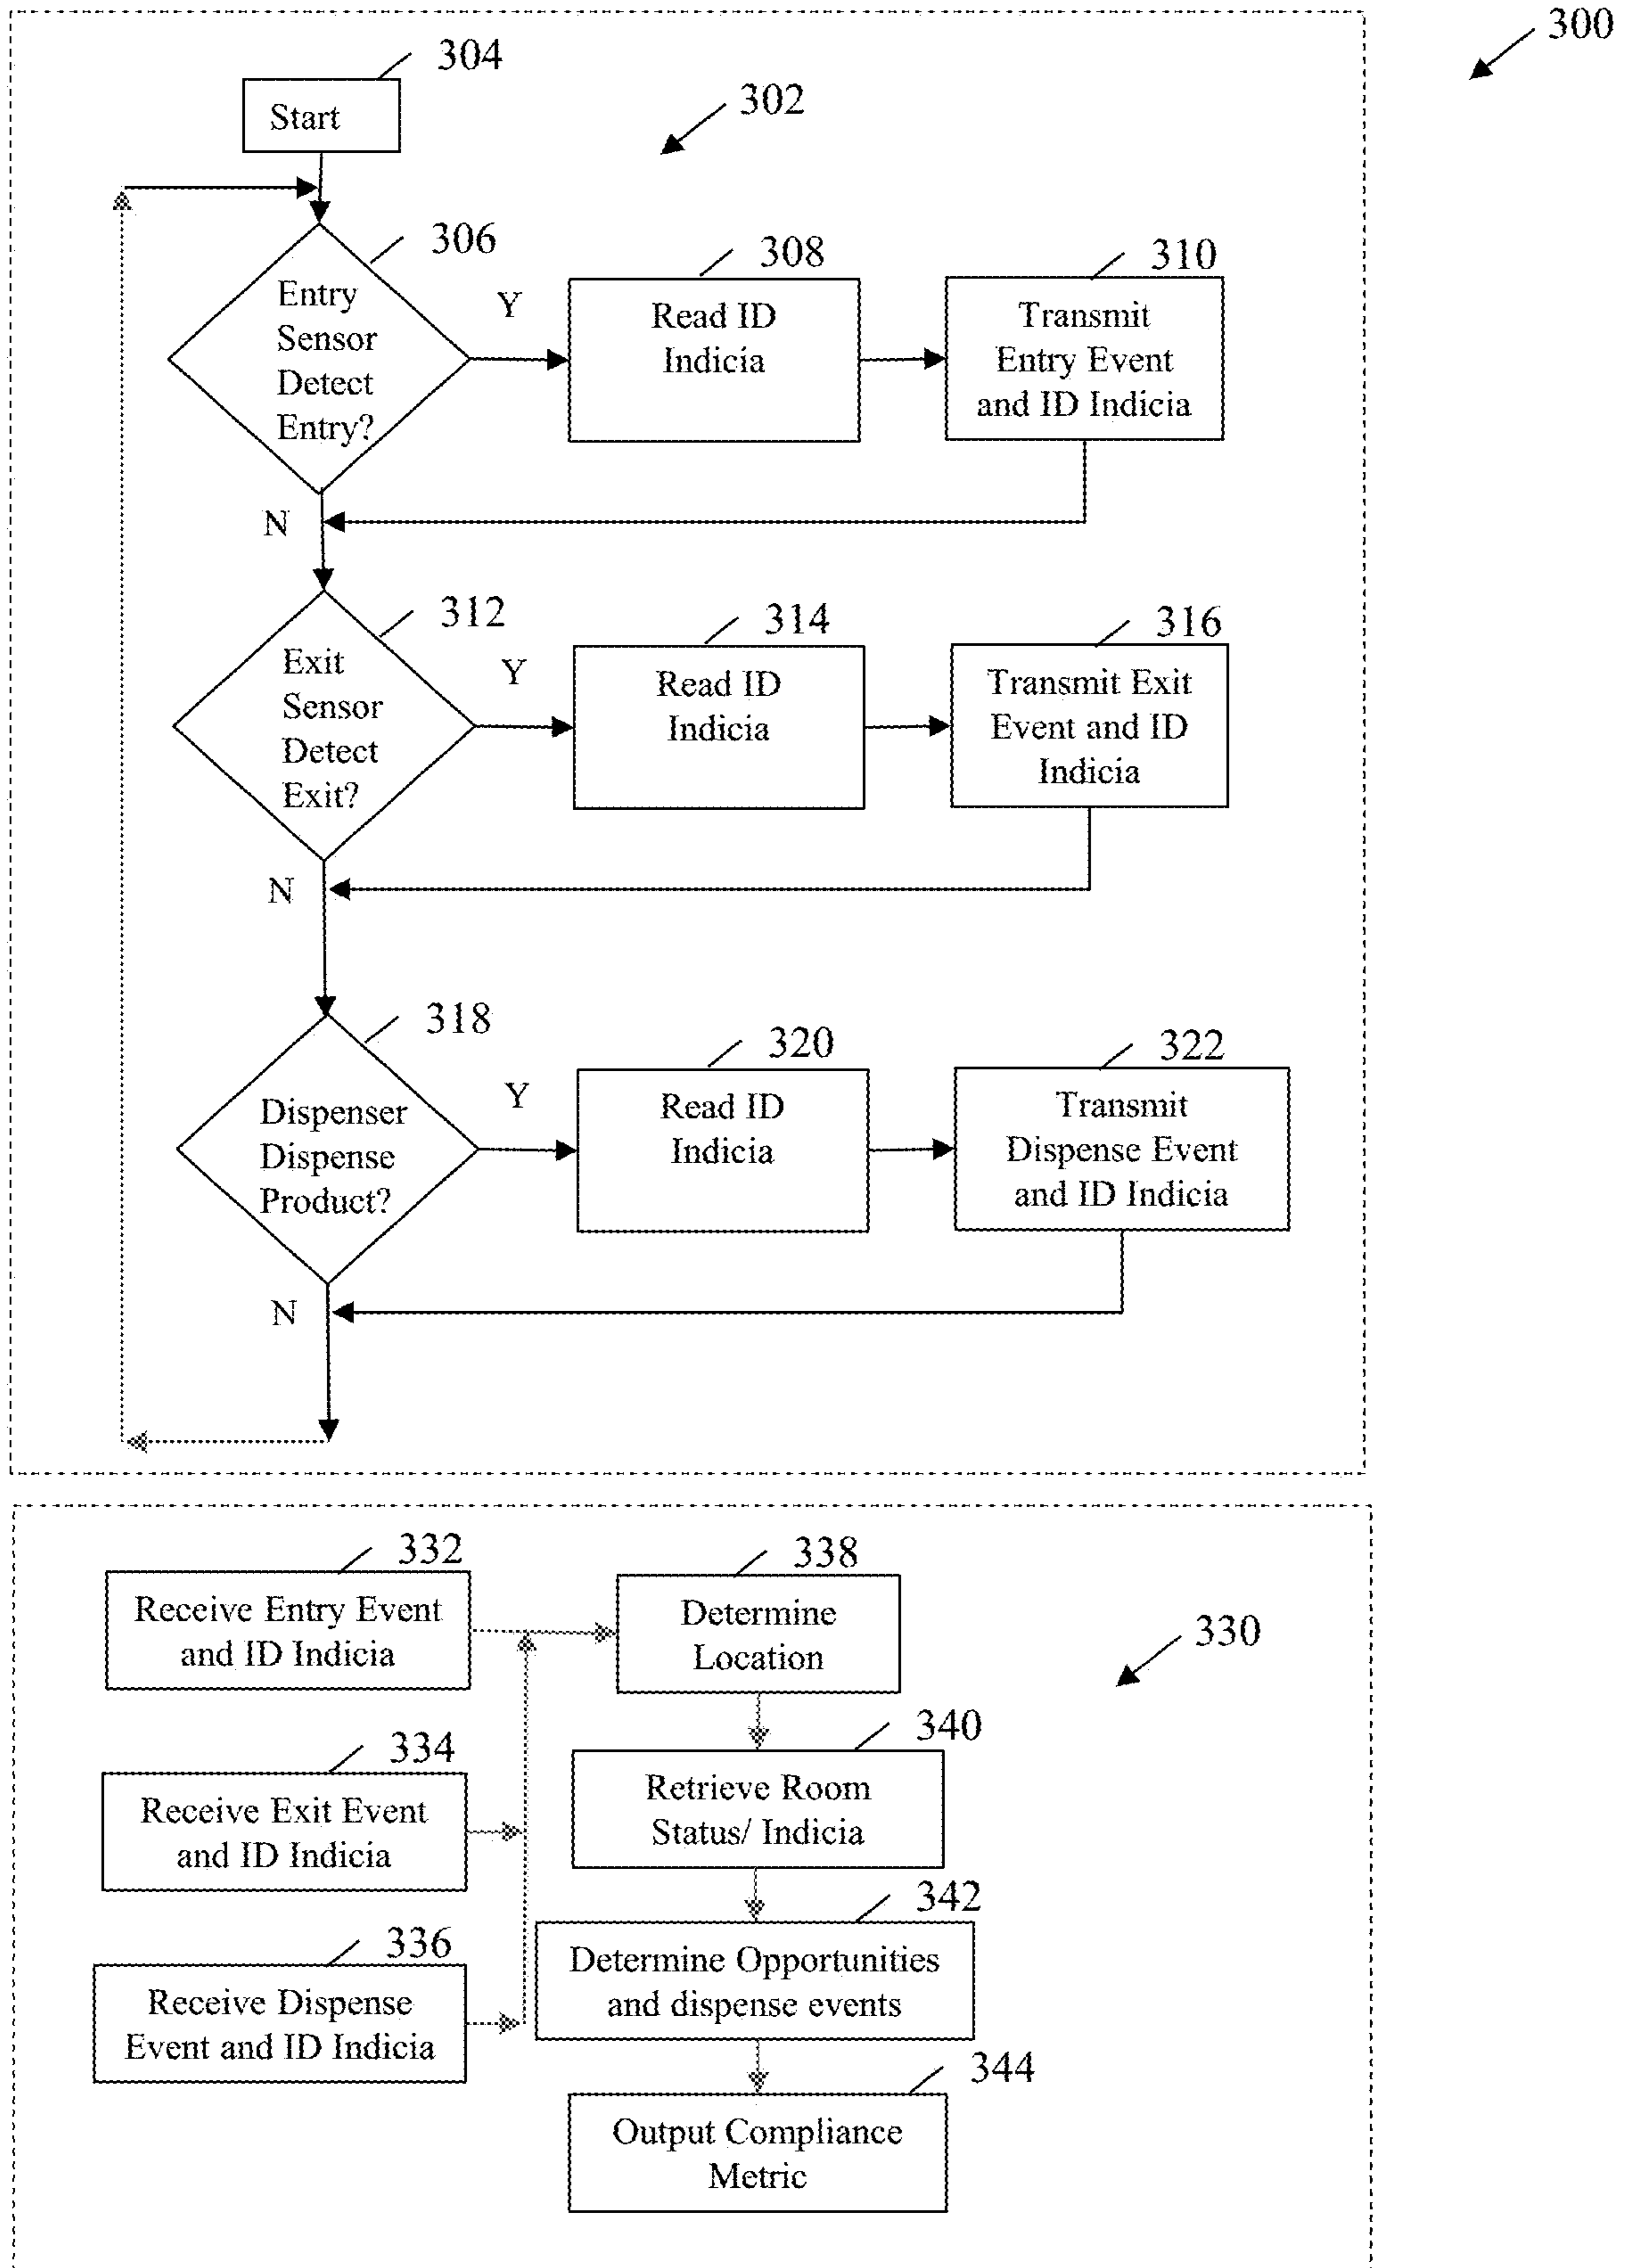 300
304
Start
302
306
Entry
Sensor
Detect
Entry?
Y
308
Read ID
Indicia
310
Transmit
Entry Event
and ID Indicia
N
312
Exit
Sensor
Detect
Exit?
Y
314
Read ID
Indicia
316
Transmit Exit
Event and ID
Indicia
N
318
Dispenser
Dispense
Product?
Y
320
Read ID
Indicia
322
Transmit
Dispense Event
and ID Indicia
N
332
Receive Entry Event
and ID Indicia
338
Determine
Location
330
334
Receive Exit Event
and ID Indicia
340
Retrieve Room
Status/ Indicia
336
Receive Dispense
Event and ID Indicia
342
Determine Opportunities
and dispense events
344
Output Compliance
Metric